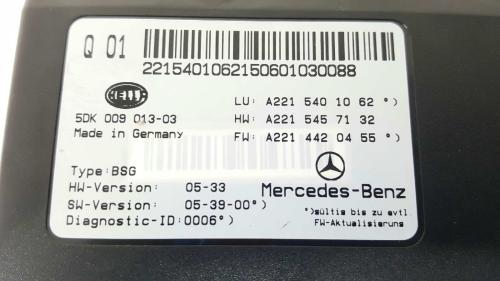 Q 01
2215401062150601030088
HELLA
LU: A221 540 10 62°)
5DK 009 013-03
HW: A221 545 71 32
Made in Germany
FW: A221 442 04 55°)
Type:BSG
HW-Version: 05-33
Mercedes-Benz
SW-Version: 05-39-00°)
°)gültig bis zu evtl.
Diagnostic-ID:0006°)
FW-Aktualisierung